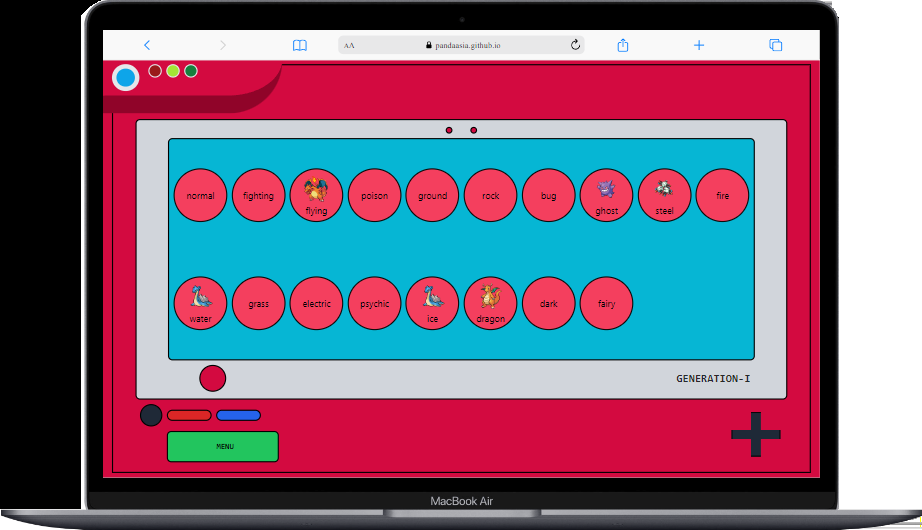 AA pandaasia.github.io
normal fighting flying poison ground rock bug ghost steel fire
water grass electric psychic ice dragon dark fairy
GENERATION-I
MENU
MacBook Air